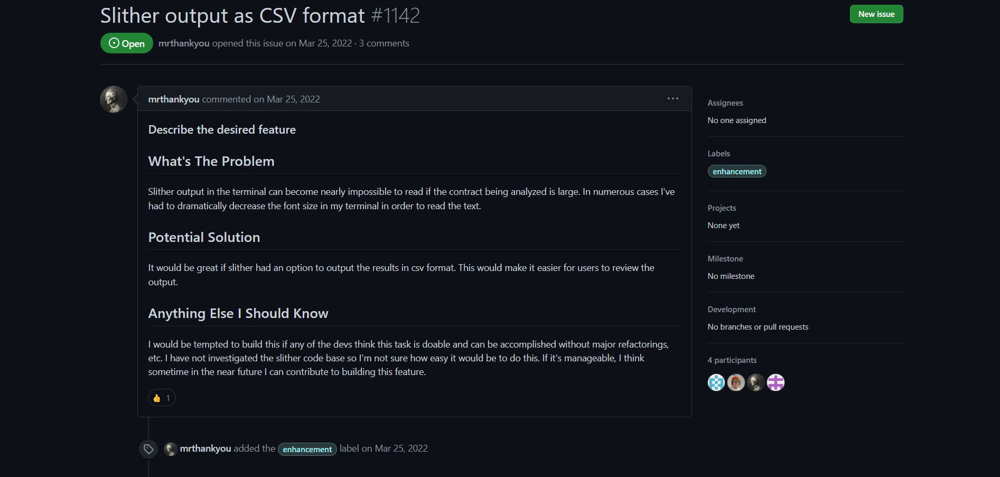 Slither output as CSV format #1142
New issue
Open
mrthankyou opened this issue on Mar 25, 2022 · 3 comments
mrthankyou commented on Mar 25, 2022
Describe the desired feature
What's The Problem
Slither output in the terminal can become nearly impossible to read if the contract being analyzed is large. In numerous cases I've
had to dramatically decrease the font size in my terminal in order to read the text.
Potential Solution
It would be great if slither had an option to output the results in csv format. This would make it easier for users to review the
output.
Anything Else I Should Know
I would be tempted to build this if any of the devs think this task is doable and can be accomplished without major refactorings,
etc. I have not investigated the slither code base so I'm not sure how easy it would be to do this. If it's manageable, I think
sometime in the near future I can contribute to building this feature.
👍 1
mrthankyou added the enhancement label on Mar 25, 2022
Assignees
No one assigned
Labels
enhancement
Projects
None yet
Milestone
No milestone
Development
No branches or pull requests
4 participants